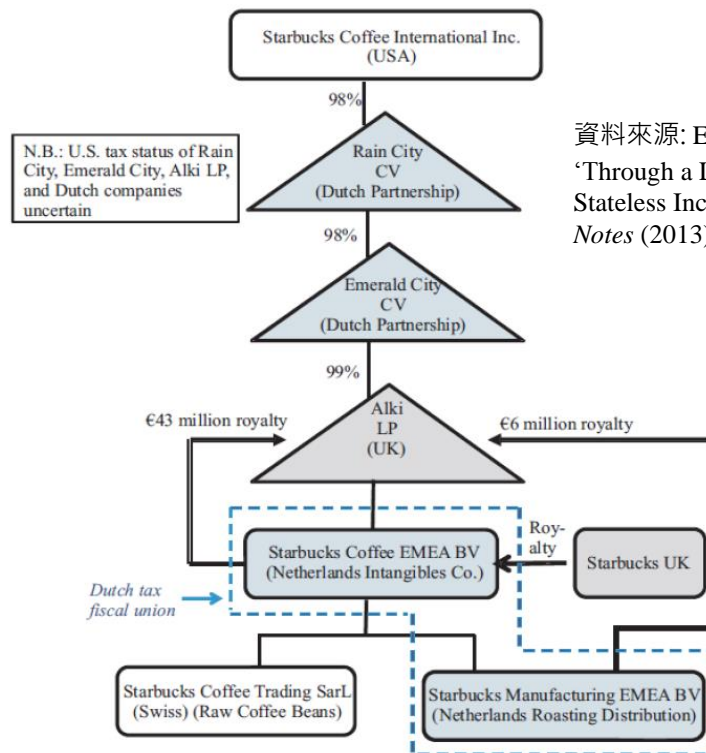 Starbucks Coffee International Inc.
(USA)
98%
N.B.: U.S. tax status of Rain
City, Emerald City, Alki LP,
and Dutch companies
uncertain
Rain City
CV
(Dutch Partnership)
資料來源: E
‘Through a L
Stateless Inc
Notes (2013)
98%
Emerald City
CV
(Dutch Partnership)
99%
€43 million royalty
Alki
LP
(UK)
€6 million royalty
Starbucks Coffee EMEA BV
(Netherlands Intangibles Co.)
Roy-
alty
Starbucks UK
Dutch tax
fiscal union
Starbucks Coffee Trading SarL
(Swiss) (Raw Coffee Beans)
Starbucks Manufacturing EMEA BV
(Netherlands Roasting Distribution)